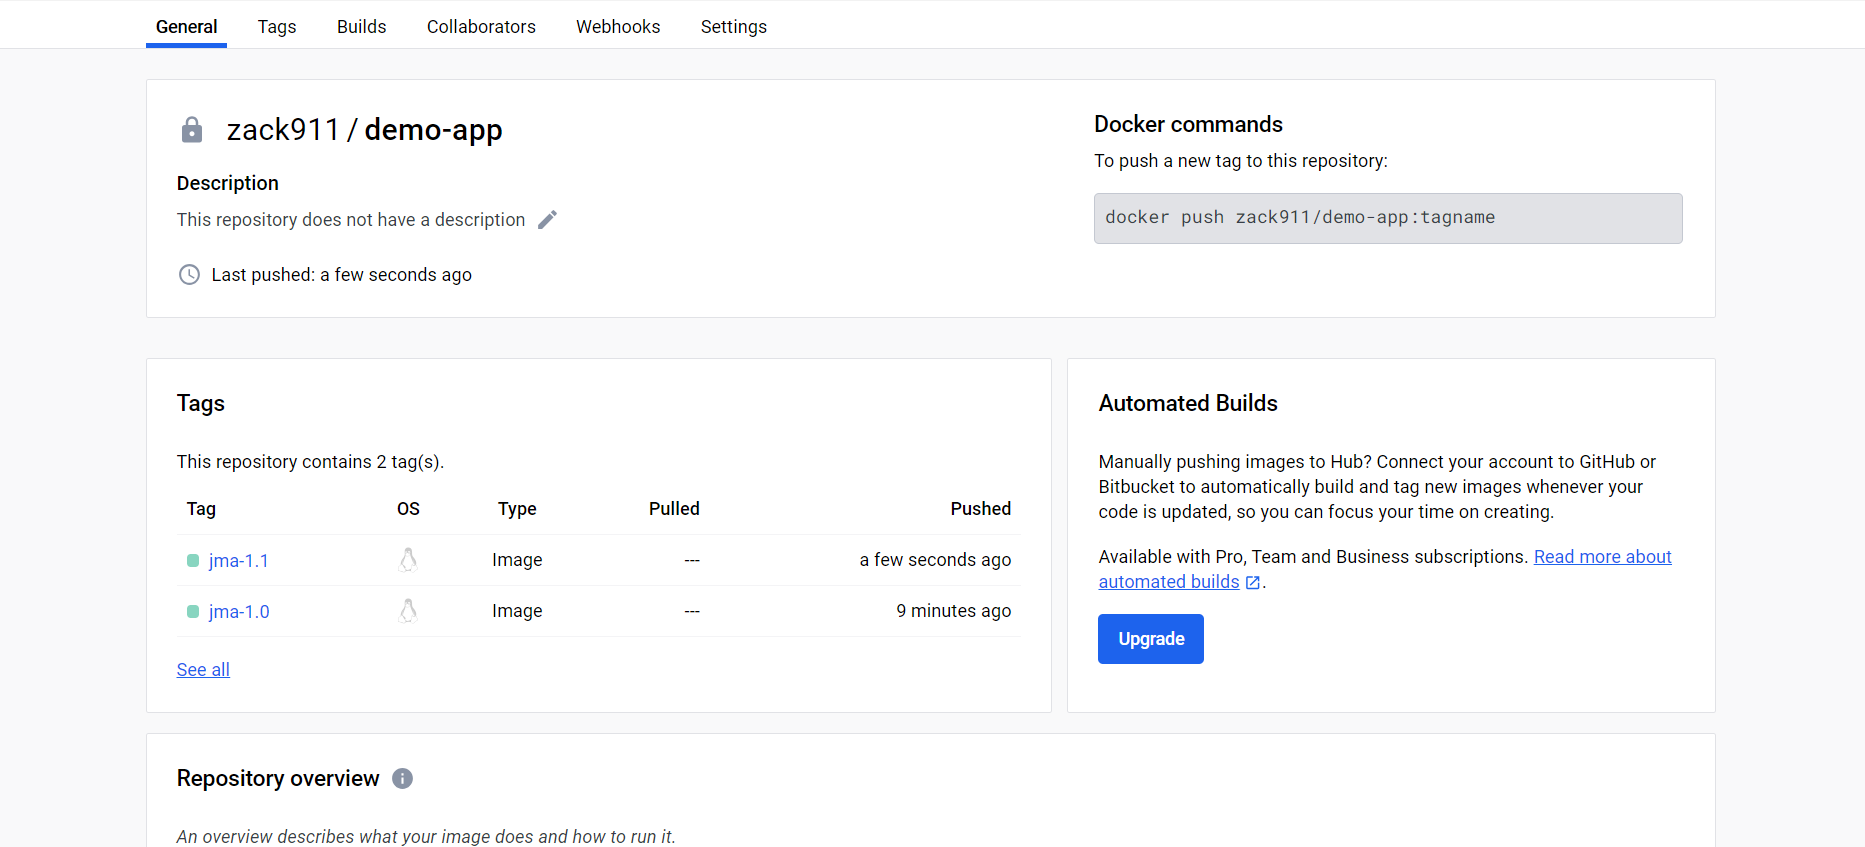 General Tags Builds Collaborators Webhooks Settings
zack911 / demo-app
Description
This repository does not have a description
Last pushed: a few seconds ago
Docker commands
To push a new tag to this repository:
docker push zack911/demo-app:tagname
Tags
This repository contains 2 tag(s).
Tag OS Type Pulled Pushed
jma-1.1 Image --- a few seconds ago
jma-1.0 Image --- 9 minutes ago
See all
Automated Builds
Manually pushing images to Hub? Connect your account to GitHub or
Bitbucket to automatically build and tag new images whenever your
code is updated, so you can focus your time on creating.
Available with Pro, Team and Business subscriptions. Read more about
automated builds .
Upgrade
Repository overview
An overview describes what your image does and how to run it.